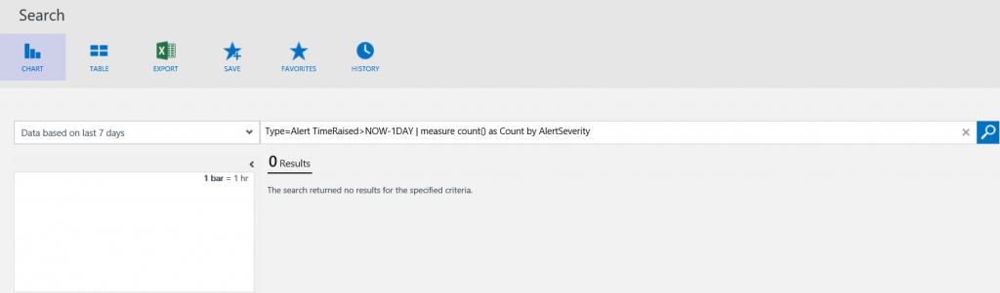 Search
CHART
TABLE
EXPORT
SAVE
FAVORITES
HISTORY
Data based on last 7 days
Type=Alert TimeRaised>NOW-1DAY | measure count() as Count by AlertSeverity
0 Results
1 bar = 1 hr
The search returned no results for the specified criteria.